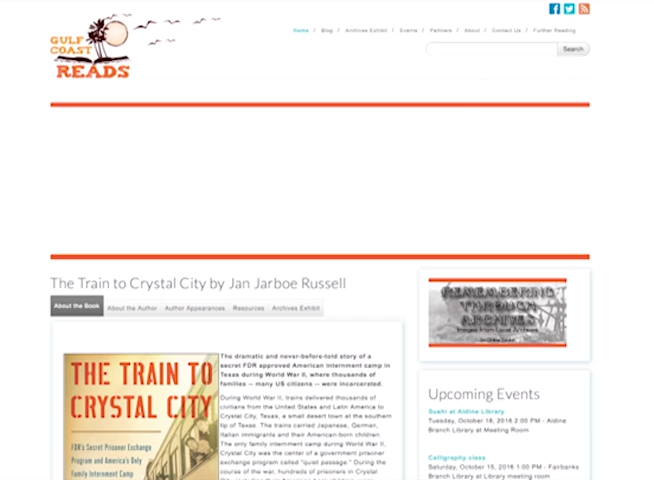 GULF
COAST
READS
Home / Blog / Archives Exhibit / Events / Partners / About / Contact Us / Further Reading
Search
The Train to Crystal City by Jan Jarboe Russell
About the Book
About the Author
Author Appearances
Resources
Archives Exhibit
REMEMBERING
THROUGH
ARCHIVES
Images from Local Archives
THE TRAIN TO
CRYSTAL CITY
FDR's Secret Prisoner Exchange
Program and America's Only
Family Internment Camp
The dramatic and never-before-told story of a
secret FDR approved American internment camp in
Texas during World War II, where thousands of
families -- many US citizens -- were incarcerated.
During World War II, trains delivered thousands of
civilians from the United States and Latin America to
Crystal City, Texas, a small desert town at the southern
tip of Texas. The trains carried Japanese, German,
Italian immigrants and their American-born children.
The only family internment camp during World War II,
Crystal City was the center of a government prisoner
exchange program called "quiet passage." During the
course of the war, hundreds of prisoners in Crystal
Upcoming Events
Sushi at Aldine Library
Tuesday, October 18, 2016 2:00 PM - Aldine
Branch Library at Meeting Room
Calligraphy class
Saturday, October 15, 2016 1:00 PM - Fairbanks
Branch Library at Library meeting room